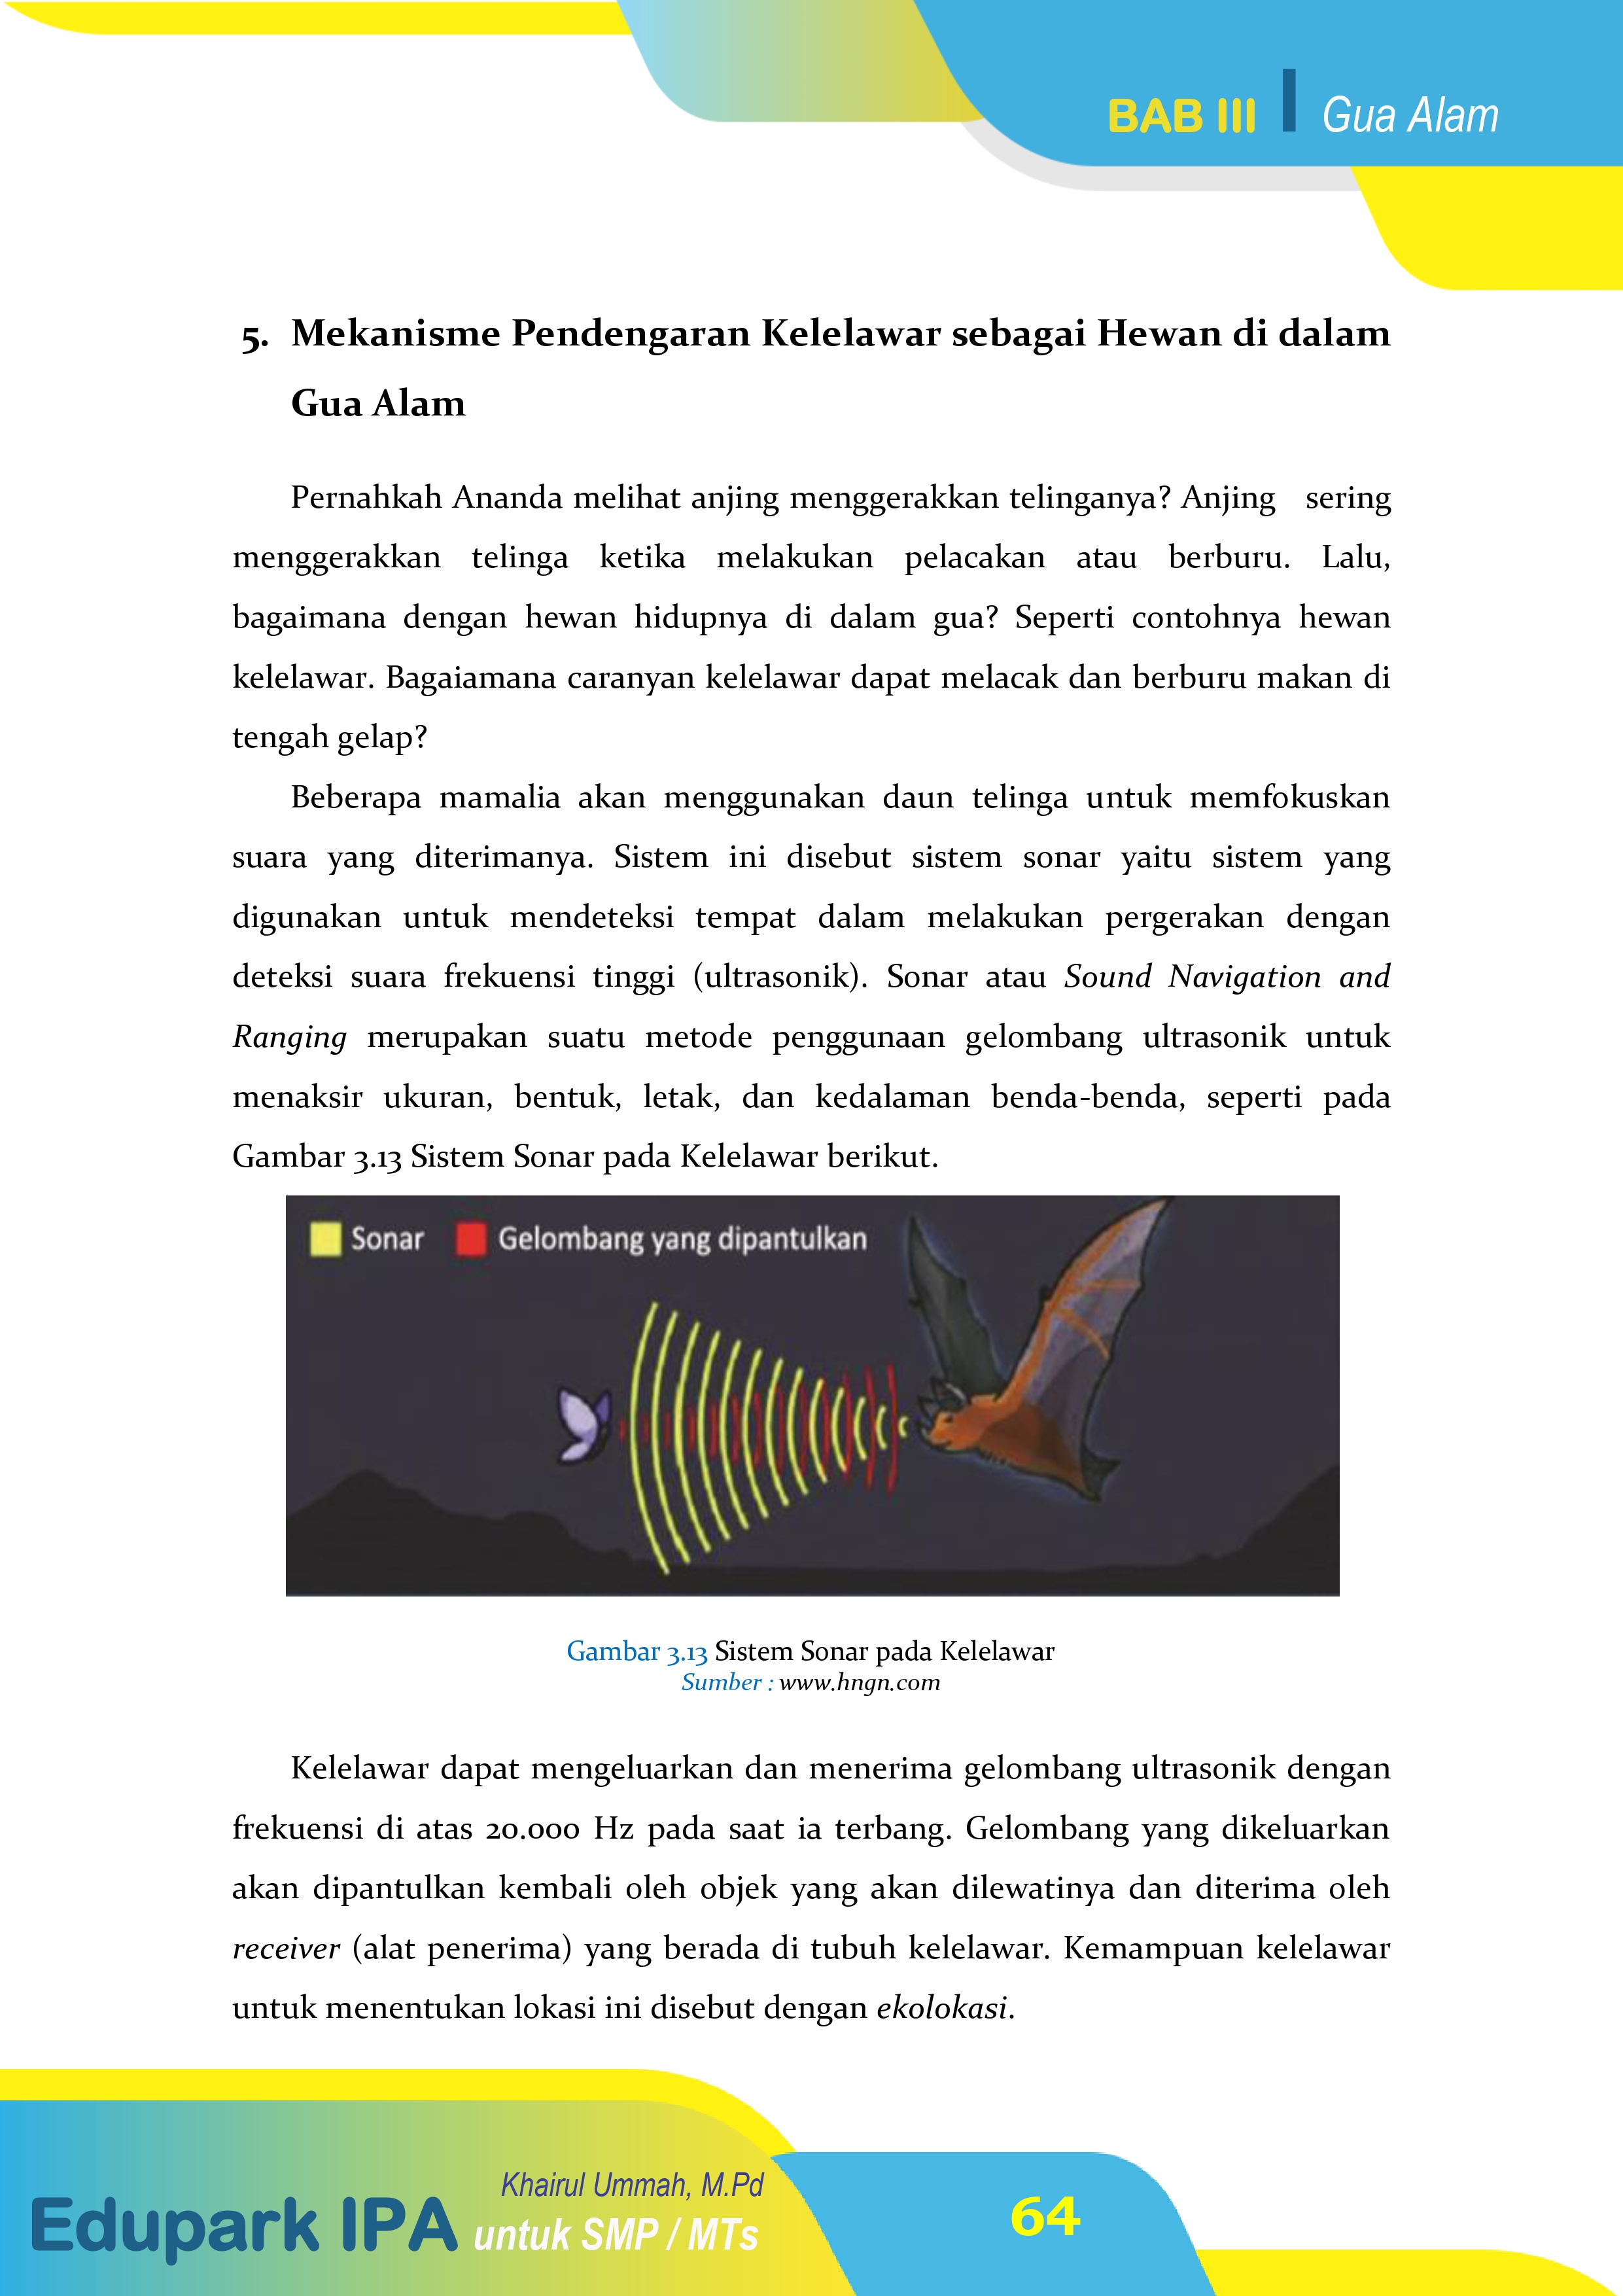 BAB III Gua Alam
5. Mekanisme Pendengaran Kelelawar sebagai Hewan di dalam
Gua Alam
Pernahkah Ananda melihat anjing menggerakkan telinganya? Anjing sering
menggerakkan telinga ketika melakukan pelacakan atau berburu. Lalu,
bagaimana dengan hewan hidupnya di dalam gua? Seperti contohnya hewan
kelelawar. Bagaiamana caranyan kelelawar dapat melacak dan berburu makan di
tengah gelap?
Beberapa mamalia akan menggunakan daun telinga untuk memfokuskan
suara yang diterimanya. Sistem ini disebut sistem sonar yaitu sistem yang
digunakan untuk mendeteksi tempat dalam melakukan pergerakan dengan
deteksi suara frekuensi tinggi (ultrasonik). Sonar atau Sound Navigation and
Ranging merupakan suatu metode penggunaan gelombang ultrasonik untuk
menaksir ukuran, bentuk, letak, dan kedalaman benda-benda, seperti pada
Gambar 3.13 Sistem Sonar pada Kelelawar berikut.
Sonar Gelombang yang dipantulkan
Gambar 3.13 Sistem Sonar pada Kelelawar
Sumber : www.hngn.com
Kelelawar dapat mengeluarkan dan menerima gelombang ultrasonik dengan
frekuensi di atas 20.000 Hz pada saat ia terbang. Gelombang yang dikeluarkan
akan dipantulkan kembali oleh objek yang akan dilewatinya dan diterima oleh
receiver (alat penerima) yang berada di tubuh kelelawar. Kemampuan kelelawar
untuk menentukan lokasi ini disebut dengan ekolokasi.
Khairul Ummah, M.Pd
Edupark IPA untuk SMP / MTs
64